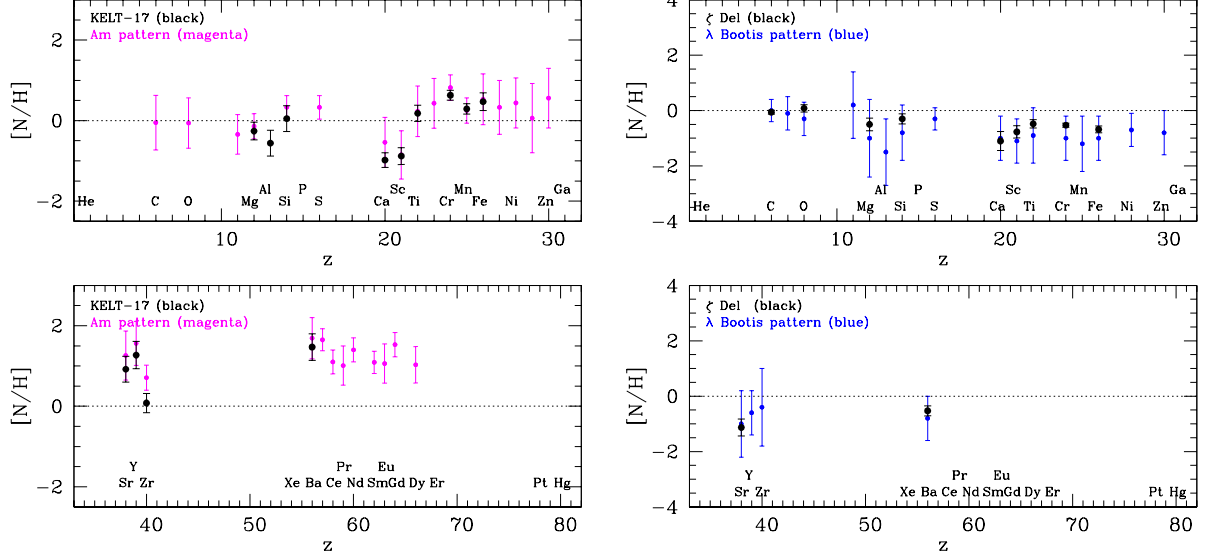 KELT-17 (black)
Am pattern (magenta)
[N/H]
2
0
-2
He C O Mg Al Si P S Ca Sc Ti Cr Mn Fe Ni Zn Ga
10 20 30
z
ζ Del (black)
λ Bootis pattern (blue)
[N/H]
4
2
0
-2
-4
He C O Mg Al Si P S Ca Sc Ti Cr Mn Fe Ni Zn Ga
10 20 30
z
KELT-17 (black)
Am pattern (magenta)
[N/H]
2
0
-2
Y Pr Eu
Sr Zr Xe Ba Ce Nd Sm Gd Dy Er Pt Hg
40 50 60 70 80
z
ζ Del (black)
λ Bootis pattern (blue)
[N/H]
4
2
0
-2
-4
Y Pr Eu
Sr Zr Xe Ba Ce Nd Sm Gd Dy Er Pt Hg
40 50 60 70 80
z